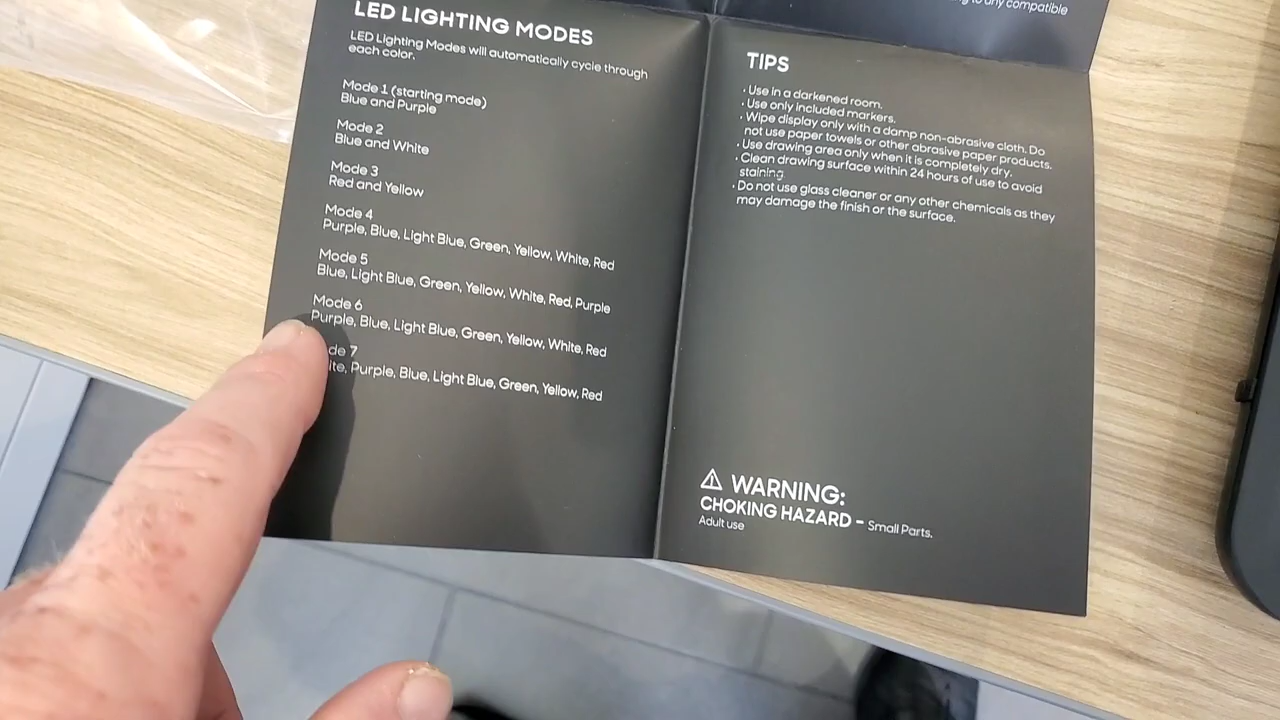 to any compatible
LED LIGHTING MODES
LED Lighting Modes will automatically cycle through
each color.
Mode 1 (starting mode)
Blue and Purple
Mode 2
Blue and White
Mode 3
Red and Yellow
Mode 4
Purple, Blue, Light Blue, Green, Yellow, White, Red
Mode 5
Blue, Light Blue, Green, Yellow, White, Red, Purple
Mode 6
Purple, Blue, Light Blue, Green, Yellow, White, Red
de 7
ite, Purple, Blue, Light Blue, Green, Yellow, Red
TIPS
• Use in a darkened room.
• Use only included markers.
• Wipe display only with a damp non-abrasive cloth. Do
not use paper towels or other abrasive paper products.
• Use drawing area only when it is completely dry.
• Clean drawing surface within 24 hours of use to avoid
staining.
• Do not use glass cleaner or any other chemicals as they
may damage the finish or the surface.
⚠ WARNING:
CHOKING HAZARD – Small Parts.
Adult use